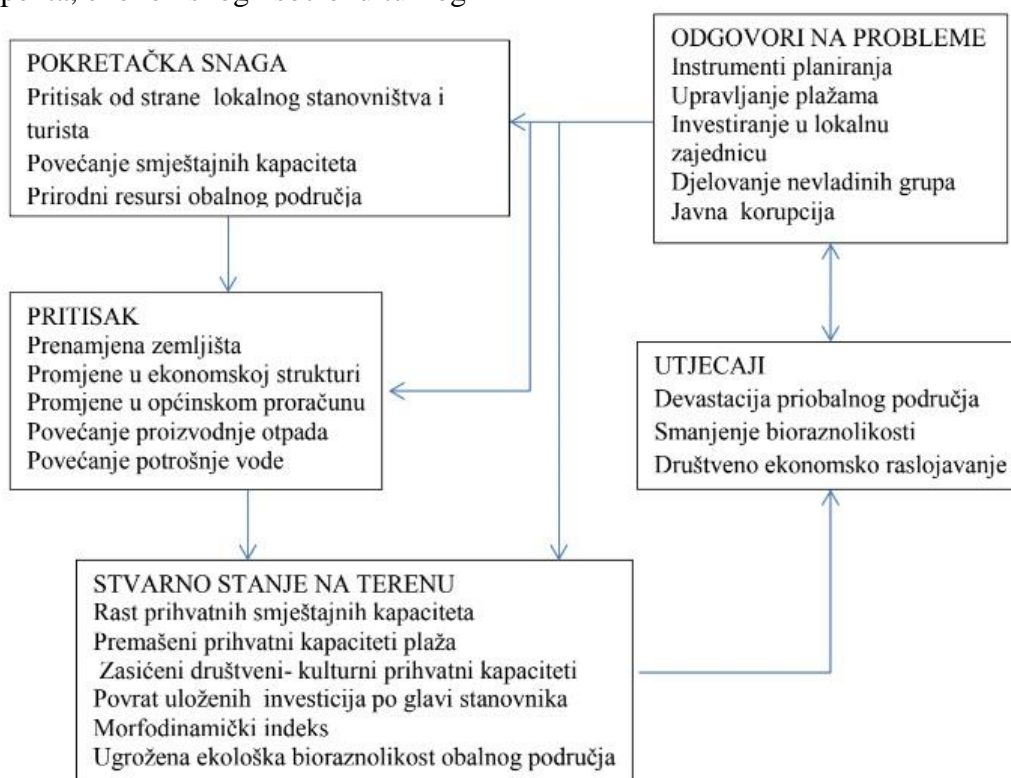 POKRETAČKA SNAGA
Pritisak od strane lokalnog stanovništva i
turista
Povećanje smještajnih kapaciteta
Prirodni resursi obalnog područja
ODGOVORI NA PROBLEME
Instrumenti planiranja
Upravljanje plažama
Investiranje u lokalnu
zajednicu
Djelovanje nevladinih grupa
Javna korupcija
PRITISAK
Prenamjena zemljišta
Promjene u ekonomskoj strukturi
Promjene u općinskom proračunu
Povećanje proizvodnje otpada
Povećanje potrošnje vode
UTJECAJI
Devastacija priobalnog područja
Smanjenje bioraznolikosti
Društveno ekonomsko raslojavanje
STVARNO STANJE NA TERENU
Rast prihvatnih smještajnih kapaciteta
Premašeni prihvatni kapaciteti plaža
Zasićeni društveni- kulturni prihvatni kapaciteti
Povrat uloženih investicija po glavi stanovnika
Morfodinamički indeks
Ugrožena ekološka bioraznolikost obalnog područja